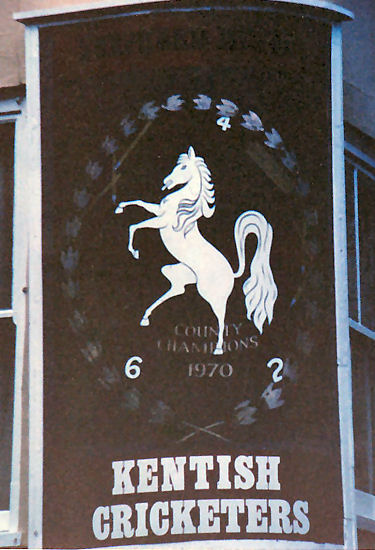 4
COUNTY
CHAMPIONS
1970
6 2
KENTISH
CRICKETERS